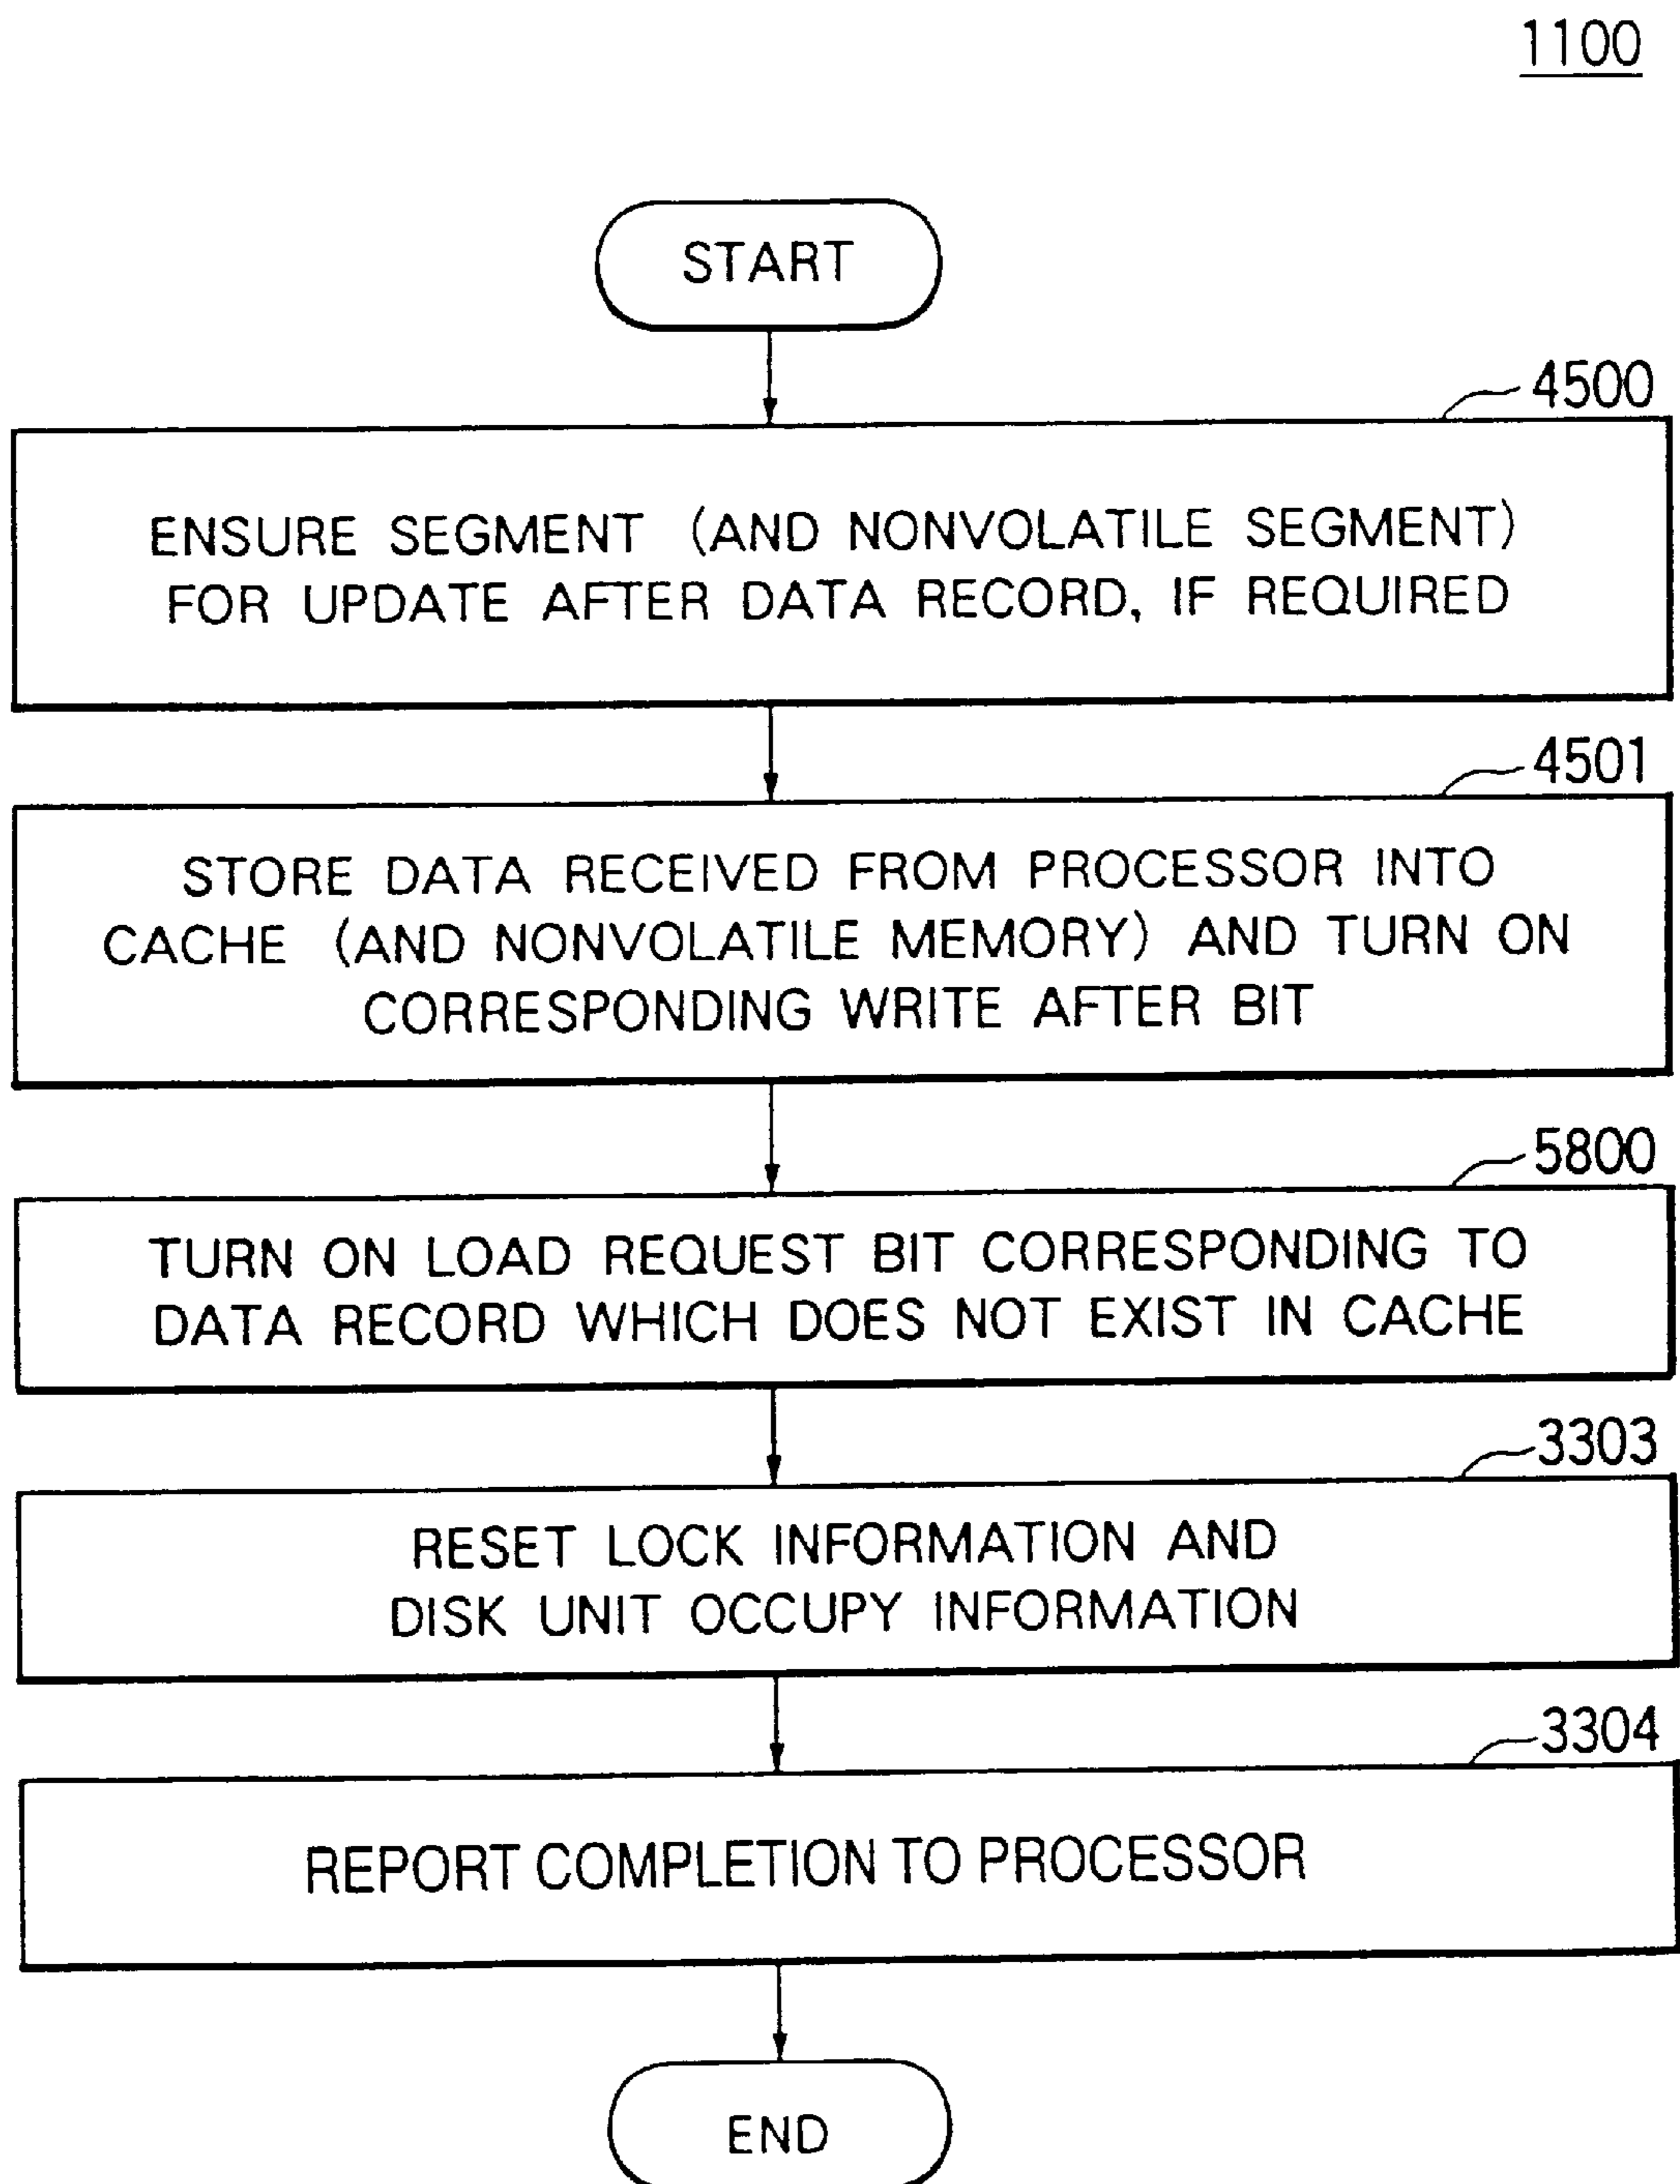 1100
START
4500
ENSURE SEGMENT (AND NONVOLATILE SEGMENT)
FOR UPDATE AFTER DATA RECORD, IF REQUIRED
4501
STORE DATA RECEIVED FROM PROCESSOR INTO
CACHE (AND NONVOLATILE MEMORY) AND TURN ON
CORRESPONDING WRITE AFTER BIT
5800
TURN ON LOAD REQUEST BIT CORRESPONDING TO
DATA RECORD WHICH DOES NOT EXIST IN CACHE
3303
RESET LOCK INFORMATION AND
DISK UNIT OCCUPY INFORMATION
3304
REPORT COMPLETION TO PROCESSOR
END